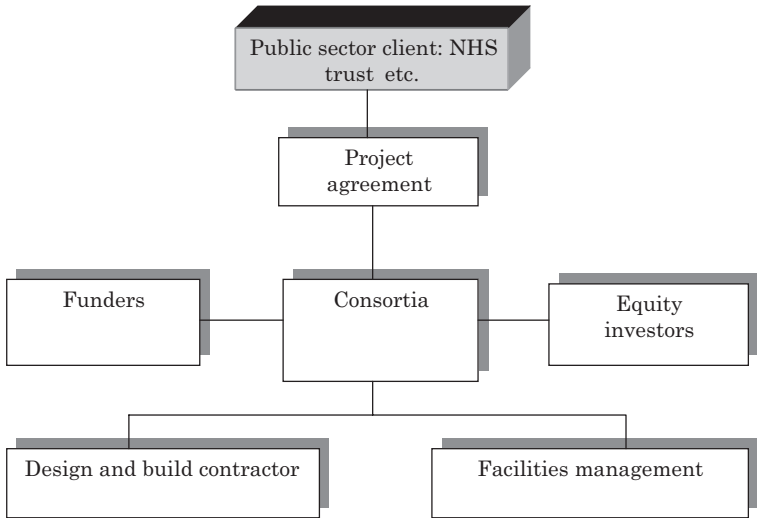 Public sector client: NHS
trust etc.
Project
agreement
Funders
Consortia
Equity
investors
Design and build contractor
Facilities management